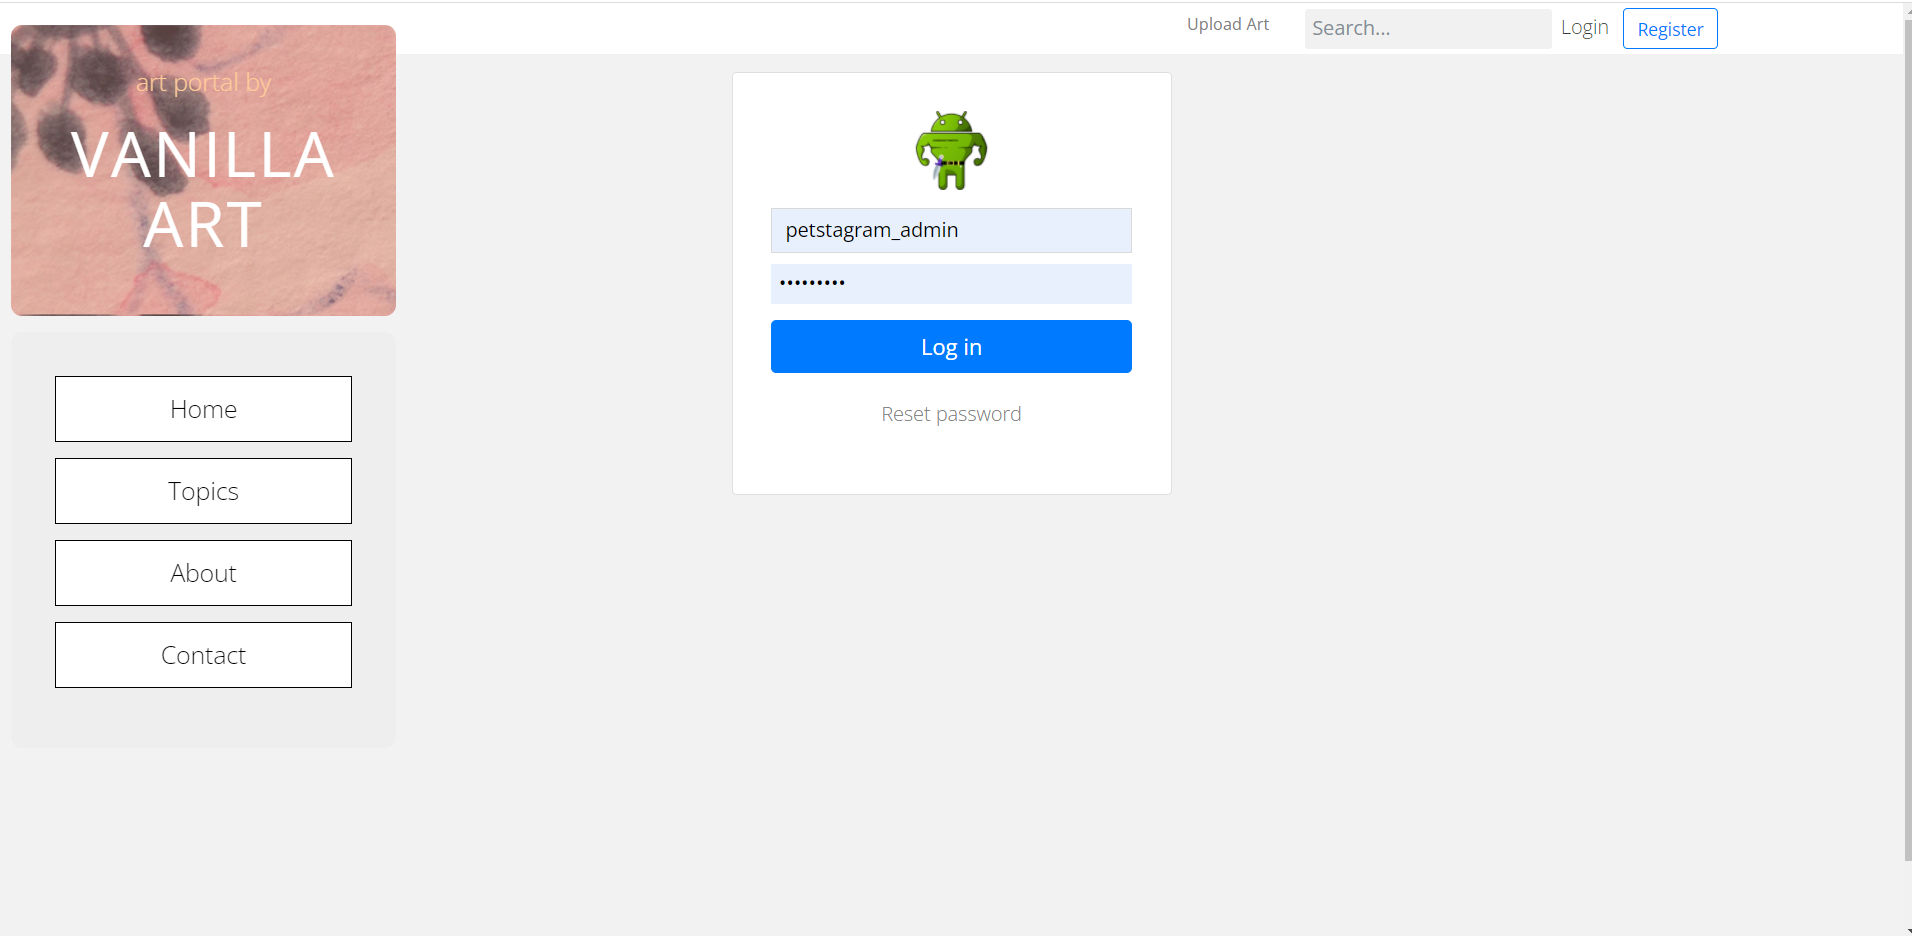 Upload Art
Search...
Login
Register
art portal by
VANILLA
ART
petstagram_admin
•••••••••
Log in
Reset password
Home
Topics
About
Contact